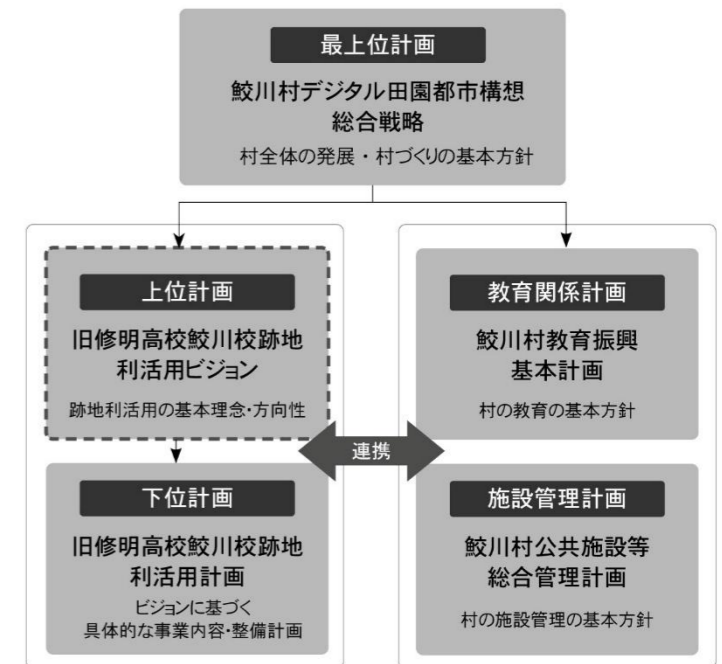 最上位計画
鮫川村デジタル田園都市構想
総合戦略
村全体の発展・村づくりの基本方針
上位計画
旧修明高校鮫川校跡地
利活用ビジョン
跡地利活用の基本理念・方向性
下位計画
旧修明高校鮫川校跡地
利活用計画
ビジョンに基づく
具体的な事業内容・整備計画
連携
教育関係計画
鮫川村教育振興
基本計画
村の教育の基本方針
施設管理計画
鮫川村公共施設等
総合管理計画
村の施設管理の基本方針